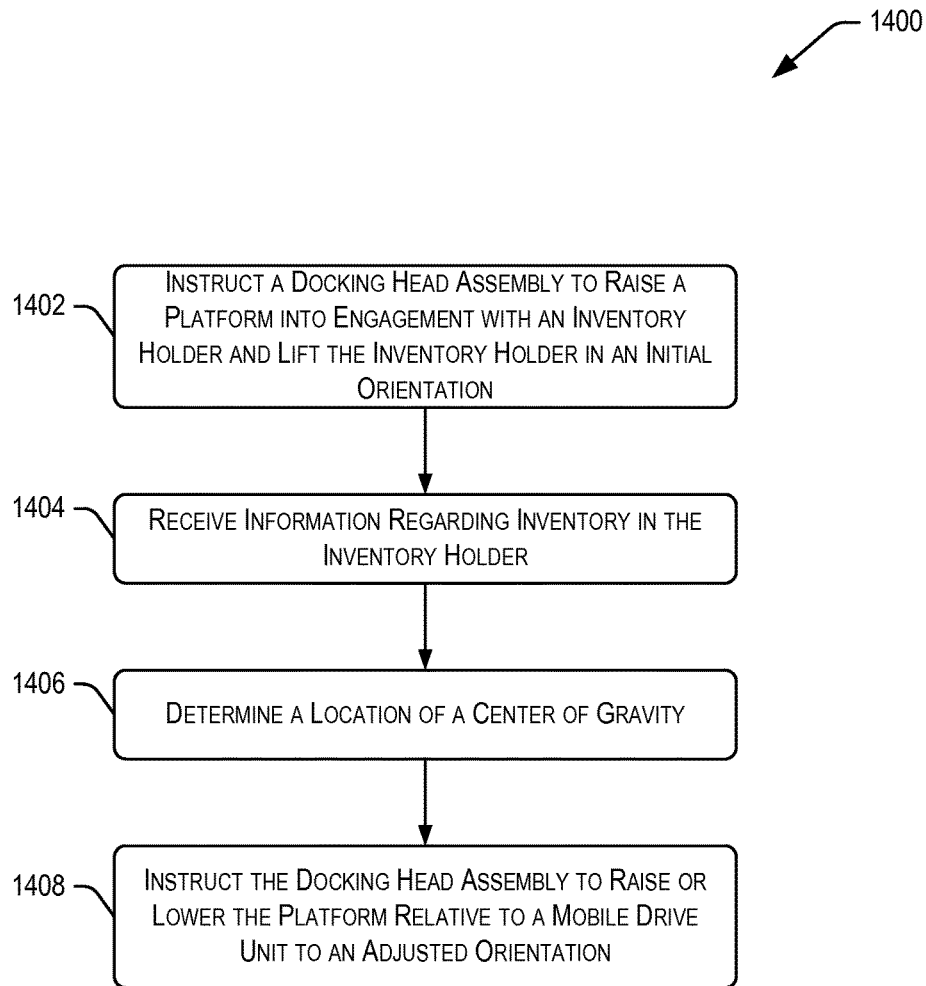 1400
1402
INSTRUCT A DOCKING HEAD ASSEMBLY TO RAISE A
PLATFORM INTO ENGAGEMENT WITH AN INVENTORY
HOLDER AND LIFT THE INVENTORY HOLDER IN AN INITIAL
ORIENTATION
1404
RECEIVE INFORMATION REGARDING INVENTORY IN THE
INVENTORY HOLDER
1406
DETERMINE A LOCATION OF A CENTER OF GRAVITY
1408
INSTRUCT THE DOCKING HEAD ASSEMBLY TO RAISE OR
LOWER THE PLATFORM RELATIVE TO A MOBILE DRIVE
UNIT TO AN ADJUSTED ORIENTATION